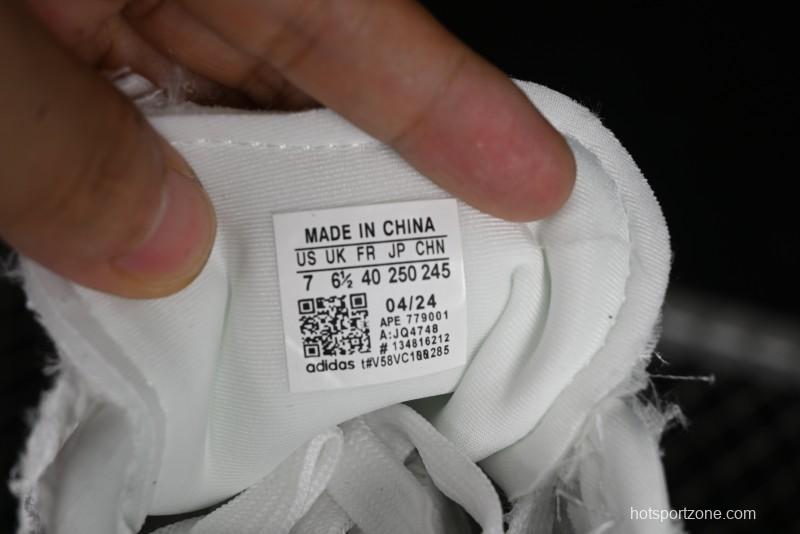 MADE IN CHINA
US UK FR JP CHN
7 6½ 40 250 245
04/24
APE 779001
A:JQ4748
# 134816212
adidas t#V58VC100285
hotsportzone.com